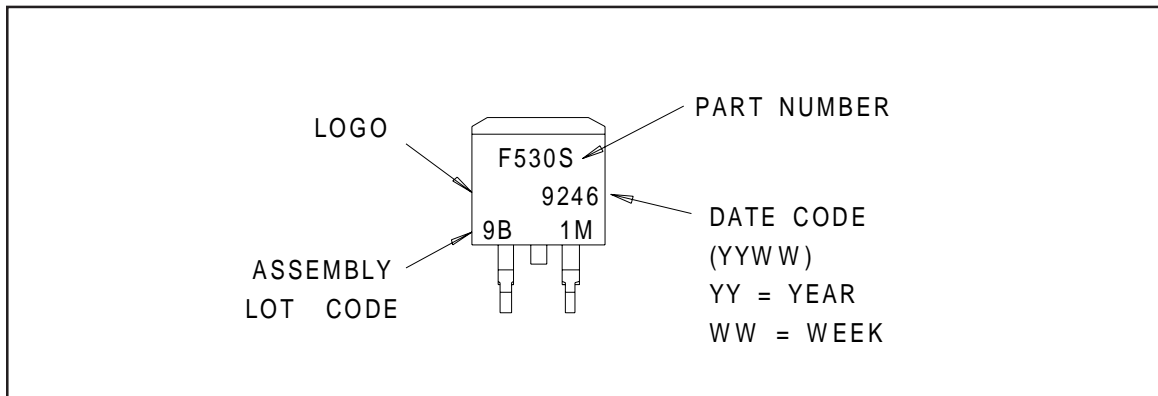 LOGO
PART NUMBER
F530S
9246
9B 1M
ASSEMBLY
LOT CODE
DATE CODE
(YYWW)
YY = YEAR
WW = WEEK